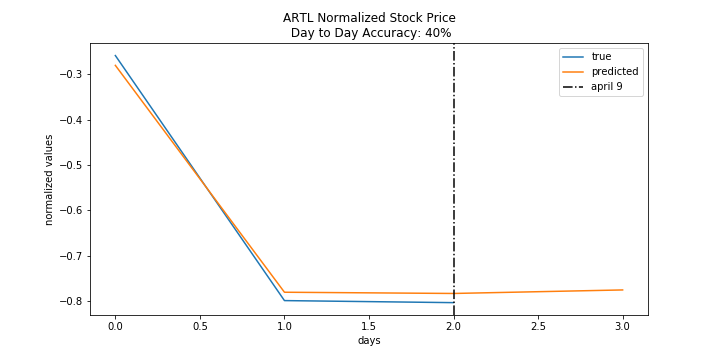 ARTL Normalized Stock Price
Day to Day Accuracy: 40%
true
predicted
april 9
normalized values
−0.3
−0.4
−0.5
−0.6
−0.7
−0.8
0.0 0.5 1.0 1.5 2.0 2.5 3.0
days